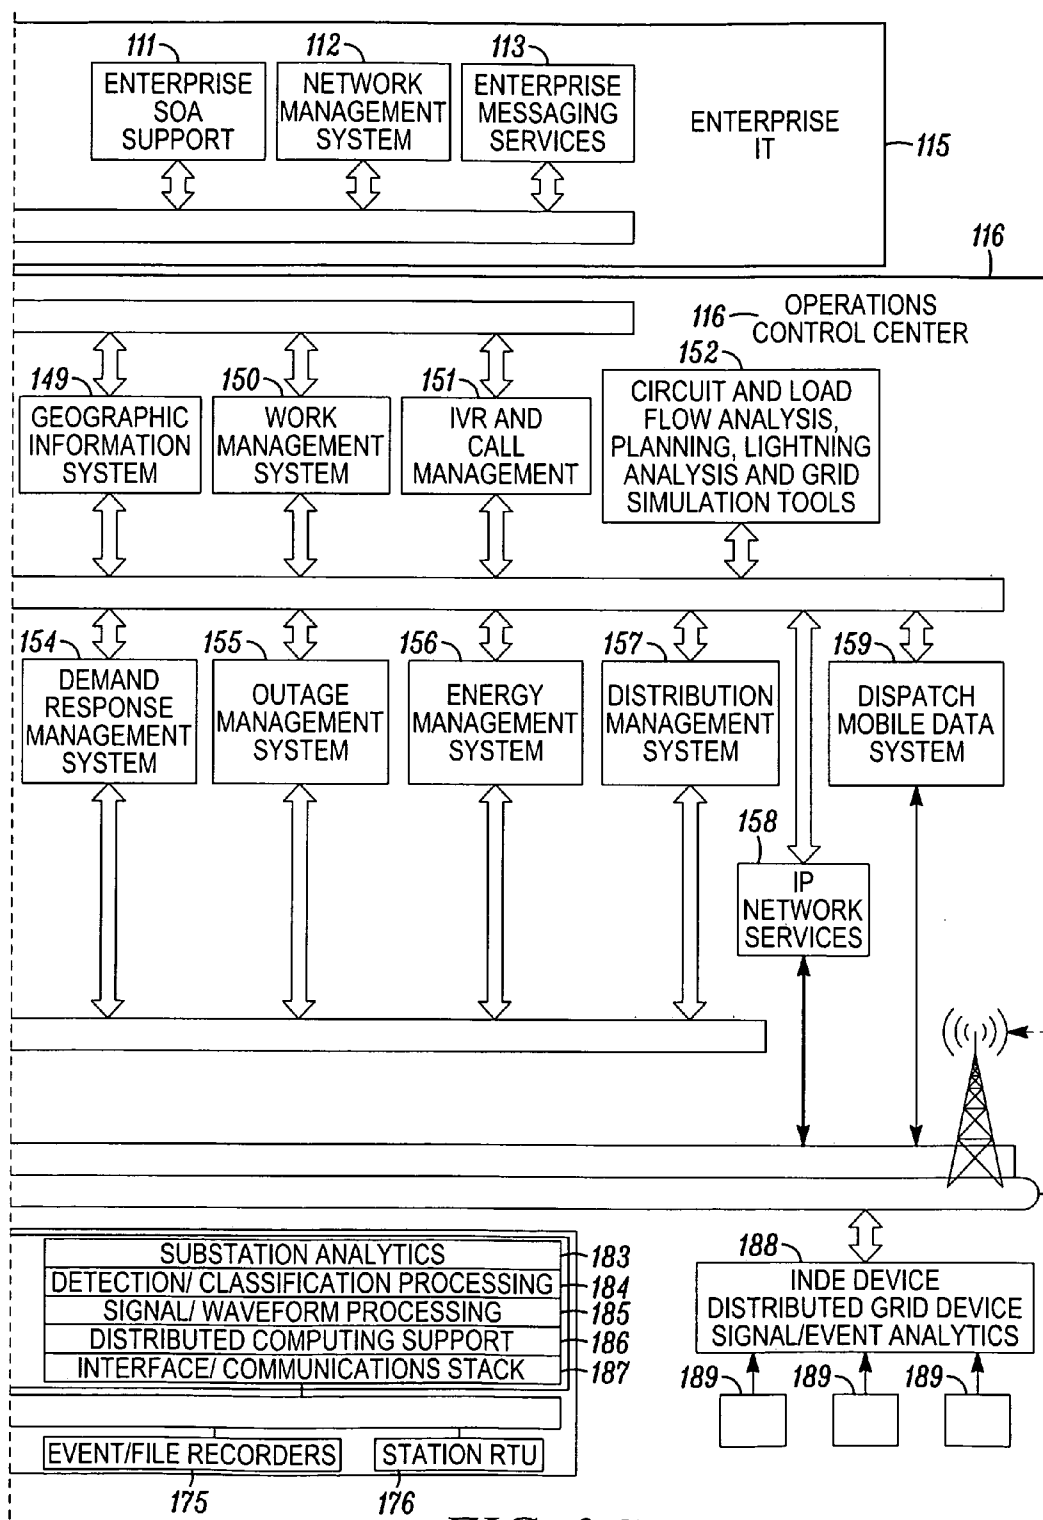 111
ENTERPRISE
SOA
SUPPORT
112
NETWORK
MANAGEMENT
SYSTEM
113
ENTERPRISE
MESSAGING
SERVICES
ENTERPRISE
IT
115
116
116
OPERATIONS
CONTROL CENTER
149
GEOGRAPHIC
INFORMATION
SYSTEM
150
WORK
MANAGEMENT
SYSTEM
151
IVR AND
CALL
MANAGEMENT
152
CIRCUIT AND LOAD
FLOW ANALYSIS,
PLANNING, LIGHTNING
ANALYSIS AND GRID
SIMULATION TOOLS
154
DEMAND
RESPONSE
MANAGEMENT
SYSTEM
155
OUTAGE
MANAGEMENT
SYSTEM
156
ENERGY
MANAGEMENT
SYSTEM
157
DISTRIBUTION
MANAGEMENT
SYSTEM
159
DISPATCH
MOBILE DATA
SYSTEM
158
IP
NETWORK
SERVICES
SUBSTATION ANALYTICS 183
DETECTION/ CLASSIFICATION PROCESSING 184
SIGNAL/ WAVEFORM PROCESSING 185
DISTRIBUTED COMPUTING SUPPORT 186
INTERFACE/ COMMUNICATIONS STACK 187
188
INDE DEVICE
DISTRIBUTED GRID DEVICE
SIGNAL/EVENT ANALYTICS
189 189 189
EVENT/FILE RECORDERS
STATION RTU
175
176